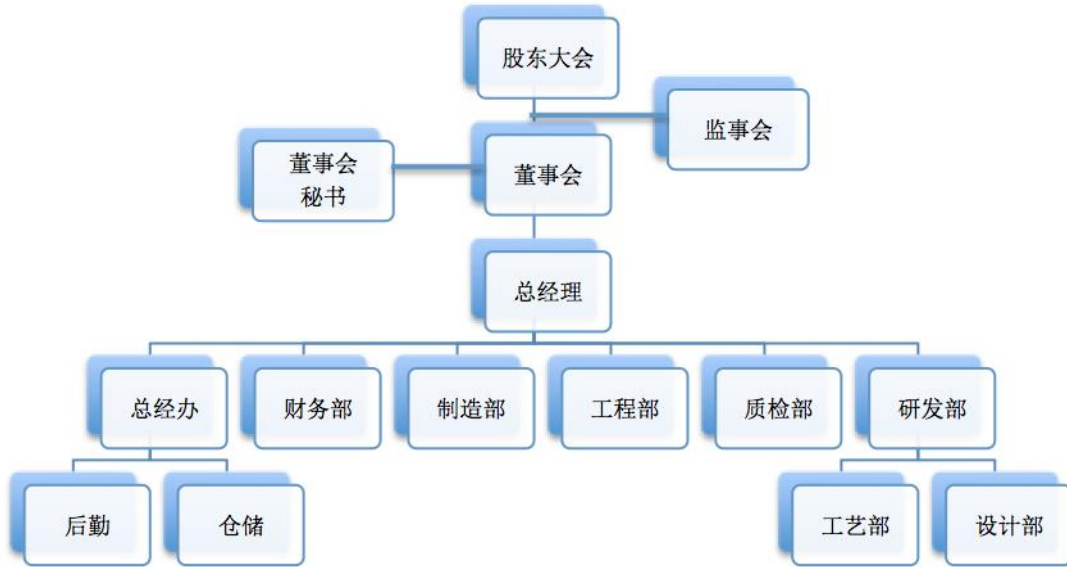 股东大会
监事会
董事会
秘书
董事会
总经理
总经办
财务部
制造部
工程部
质检部
研发部
后勤
仓储
工艺部
设计部